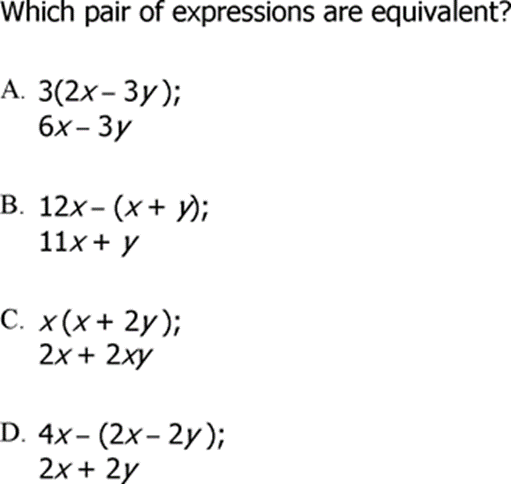 Which pair of expressions are equivalent?
A. 3(2x – 3y);
6x – 3y
B. 12x – (x + y);
11x + y
C. x(x + 2y);
2x + 2xy
D. 4x – (2x – 2y);
2x + 2y